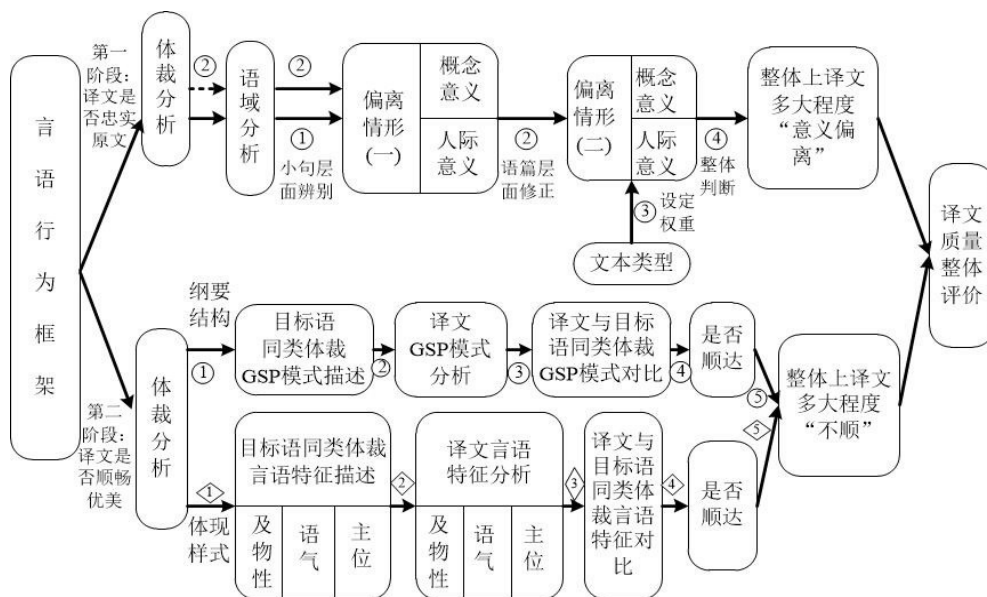 言语行为框架
第一
阶段：
译文是
否忠实
原文
体裁分析
②
语域分析
②
①
小句层
面辨别
偏离
情形
(一)
概念
意义
人际
意义
②
语篇层
面修正
偏离
情形
(二)
概念
意义
人际
意义
③
设定
权重
文本类型
④
整体
判断
整体上译文
多大程度
“意义偏离”
译文
质量
整体
评价
第二
阶段：
译文是
否顺畅
优美
体裁分析
纲要
结构
①
目标语
同类体裁
GSP模式描述
②
译文
GSP模式
分析
③
译文与目标
语同类体裁
GSP模式对比
④
是否
顺达
⑤
整体上译文
多大程度
“不顺”
1
体现
样式
目标语同类体裁
言语特征描述
及物性
语气
主位
2
译文言语
特征分析
及物性
语气
主位
3
译文与
目标语
同类体
裁言语
特征对
比
4
是否
顺达
5